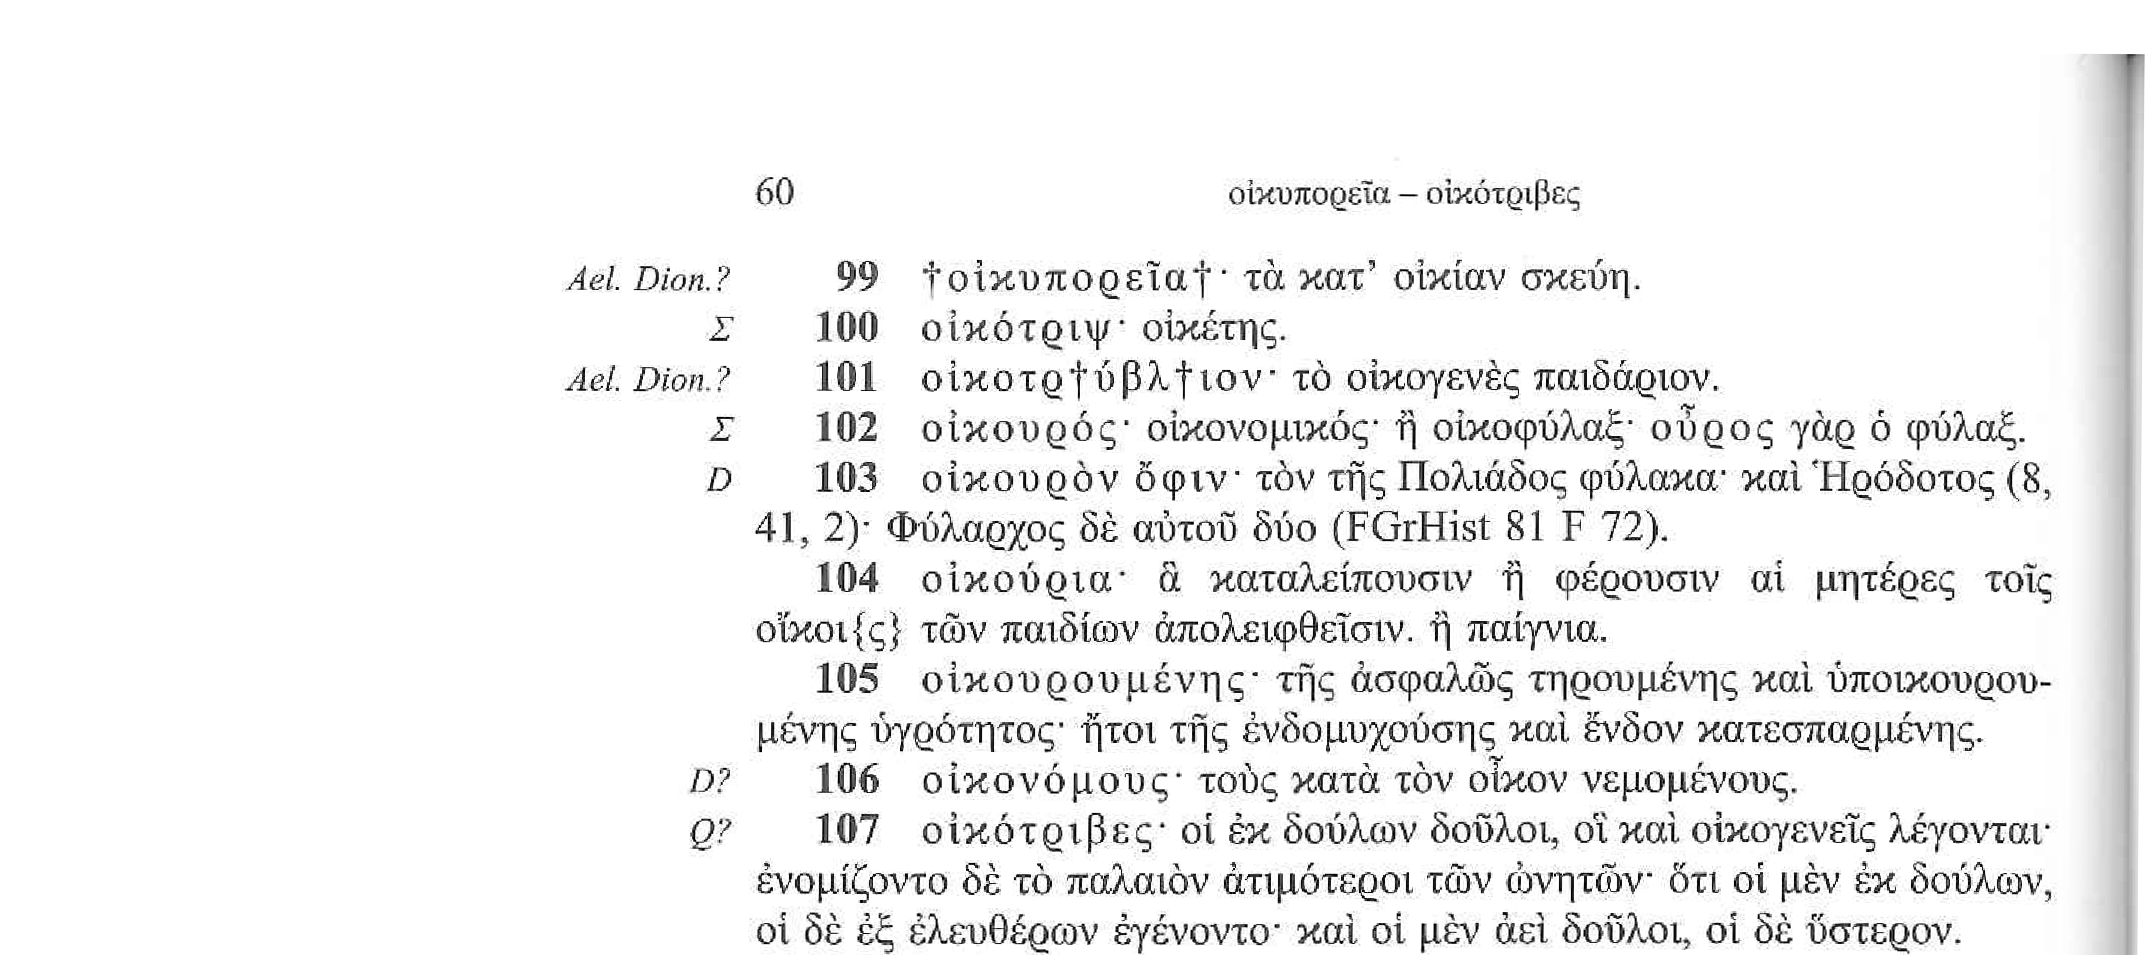 60 οἰκυπορεῖα – οἰκότριβες
Ael. Dion.? 99 †οἰκυπορεῖα†· τὰ κατ’ οἰκίαν σκεύη.
Σ 100 οἰκότριψ· οἰκέτης.
Ael. Dion.? 101 οἰκοτρ†ύβλ†ιον· τὸ οἰκογενὲς παιδάριον.
Σ 102 οἰκουρός· οἰκονομικός· ἢ οἰκοφύλαξ· οὖρος γὰρ ὁ φύλαξ.
D 103 οἰκουρὸν ὄφιν· τὸν τῆς Πολιάδος φύλακα· καὶ Ἡρόδοτος (8,
41, 2)· Φύλαρχος δὲ αὐτοῦ δύο (FGrHist 81 F 72).
104 οἰκούρια· ἃ καταλείπουσιν ἢ φέρουσιν αἱ μητέρες τοῖς
οἴκοι{ς} τῶν παιδίων ἀπολειφθεῖσιν. ἢ παίγνια.
105 οἰκουρουμένης· τῆς ἀσφαλῶς τηρουμένης καὶ ὑποικουρου-
μένης ὑγρότητος· ἤτοι τῆς ἐνδομυχούσης καὶ ἔνδον κατεσπαρμένης.
D? 106 οἰκονόμους· τοὺς κατὰ τὸν οἶκον νεμομένους.
Q? 107 οἰκότριβες· οἱ ἐκ δούλων δοῦλοι, οἳ καὶ οἰκογενεῖς λέγονται·
ἐνομίζοντο δὲ τὸ παλαιὸν ἀτιμότεροι τῶν ὠνητῶν· ὅτι οἱ μὲν ἐκ δούλων,
οἱ δὲ ἐξ ἐλευθέρων ἐγένοντο· καὶ οἱ μὲν ἀεὶ δοῦλοι, οἱ δὲ ὕστερον.